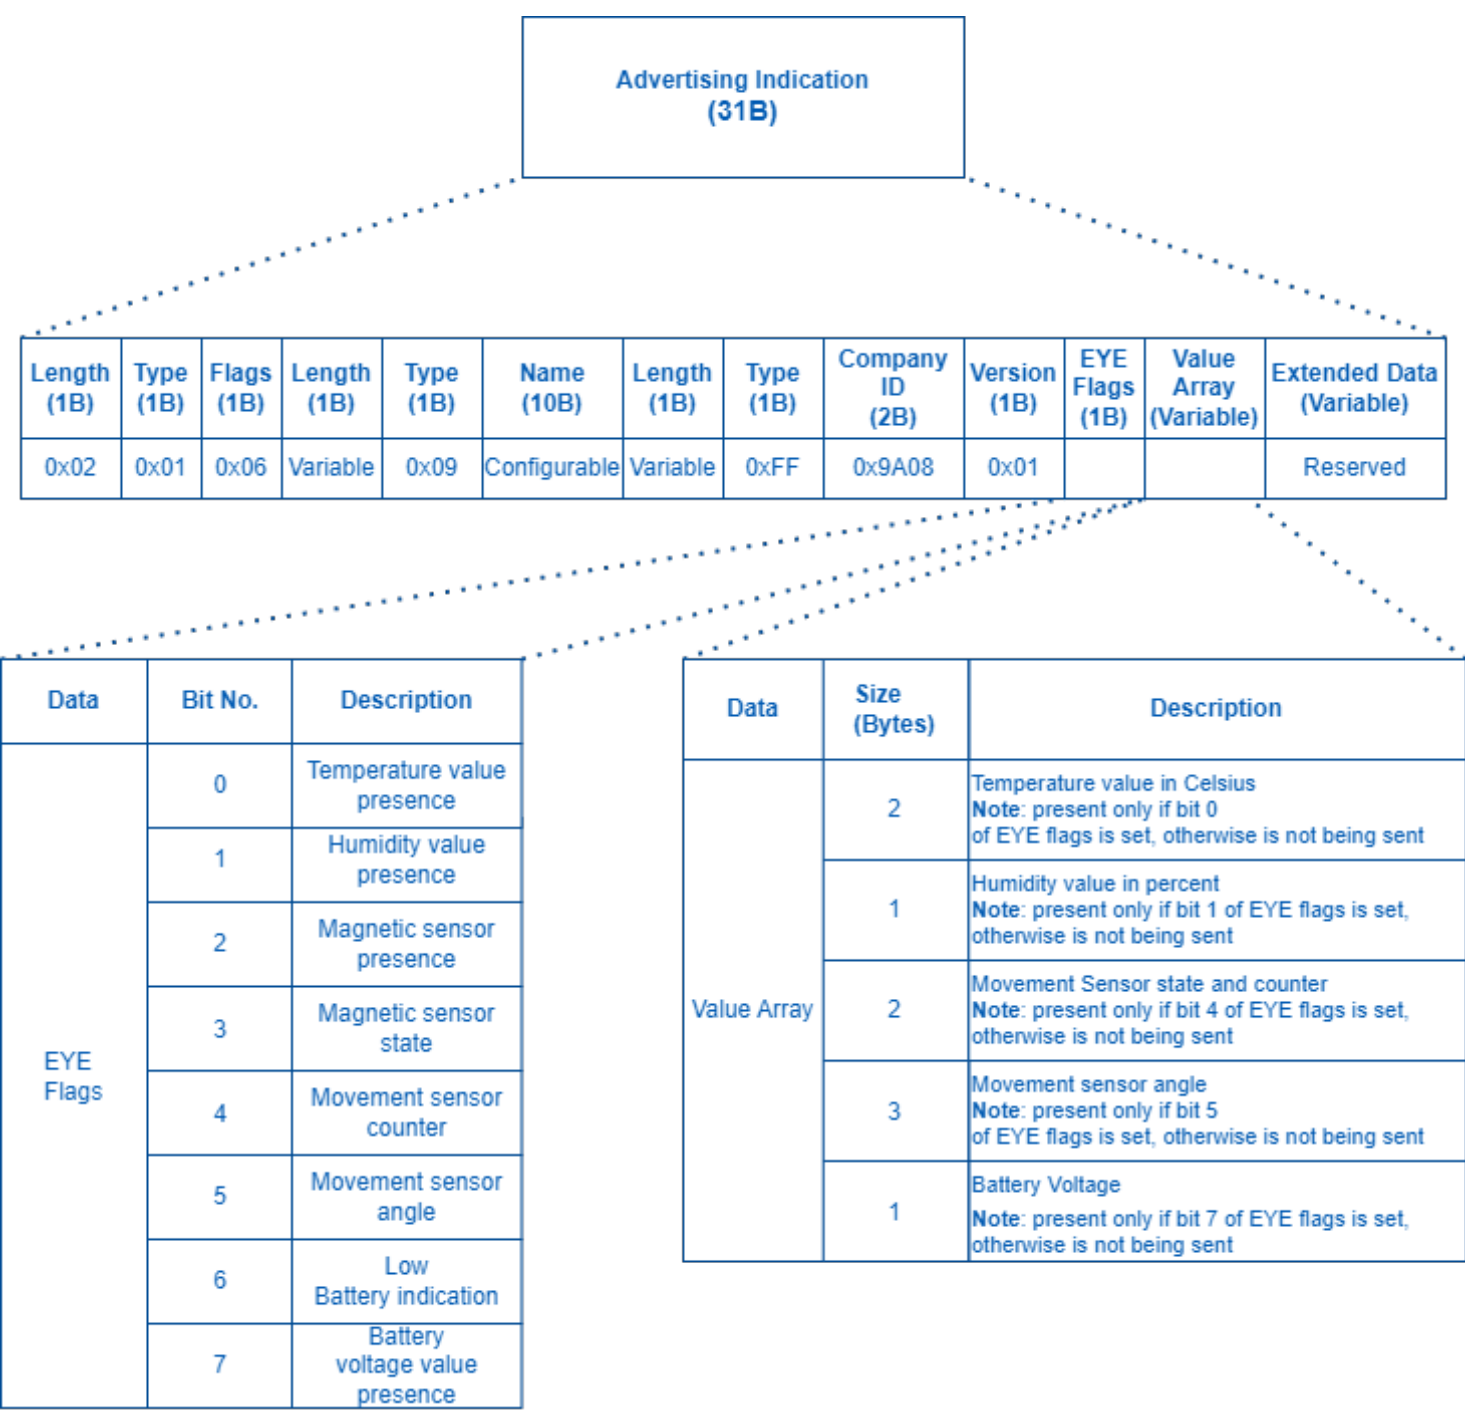 Advertising Indication
(31B)
Length
(1B)
Type
(1B)
Flags
(1B)
Length
(1B)
Type
(1B)
Name
(10B)
Length
(1B)
Type
(1B)
Company
ID
(2B)
Version
(1B)
EYE
Flags
(1B)
Value
Array
(Variable)
Extended Data
(Variable)
0x02
0x01
0x06
Variable
0x09
Configurable
Variable
0xFF
0x9A08
0x01
Reserved
Data
Bit No.
Description
EYE
Flags
0
Temperature value
presence
1
Humidity value
presence
2
Magnetic sensor
presence
3
Magnetic sensor
state
4
Movement sensor
counter
5
Movement sensor
angle
6
Low
Battery indication
7
Battery
voltage value
presence
Data
Size
(Bytes)
Description
Value Array
2
Temperature value in Celsius
Note: present only if bit 0
of EYE flags is set, otherwise is not being sent
1
Humidity value in percent
Note: present only if bit 1 of EYE flags is set,
otherwise is not being sent
2
Movement Sensor state and counter
Note: present only if bit 4 of EYE flags is set,
otherwise is not being sent
3
Movement sensor angle
Note: present only if bit 5
of EYE flags is set, otherwise is not being sent
1
Battery Voltage
Note: present only if bit 7 of EYE flags is set,
otherwise is not being sent